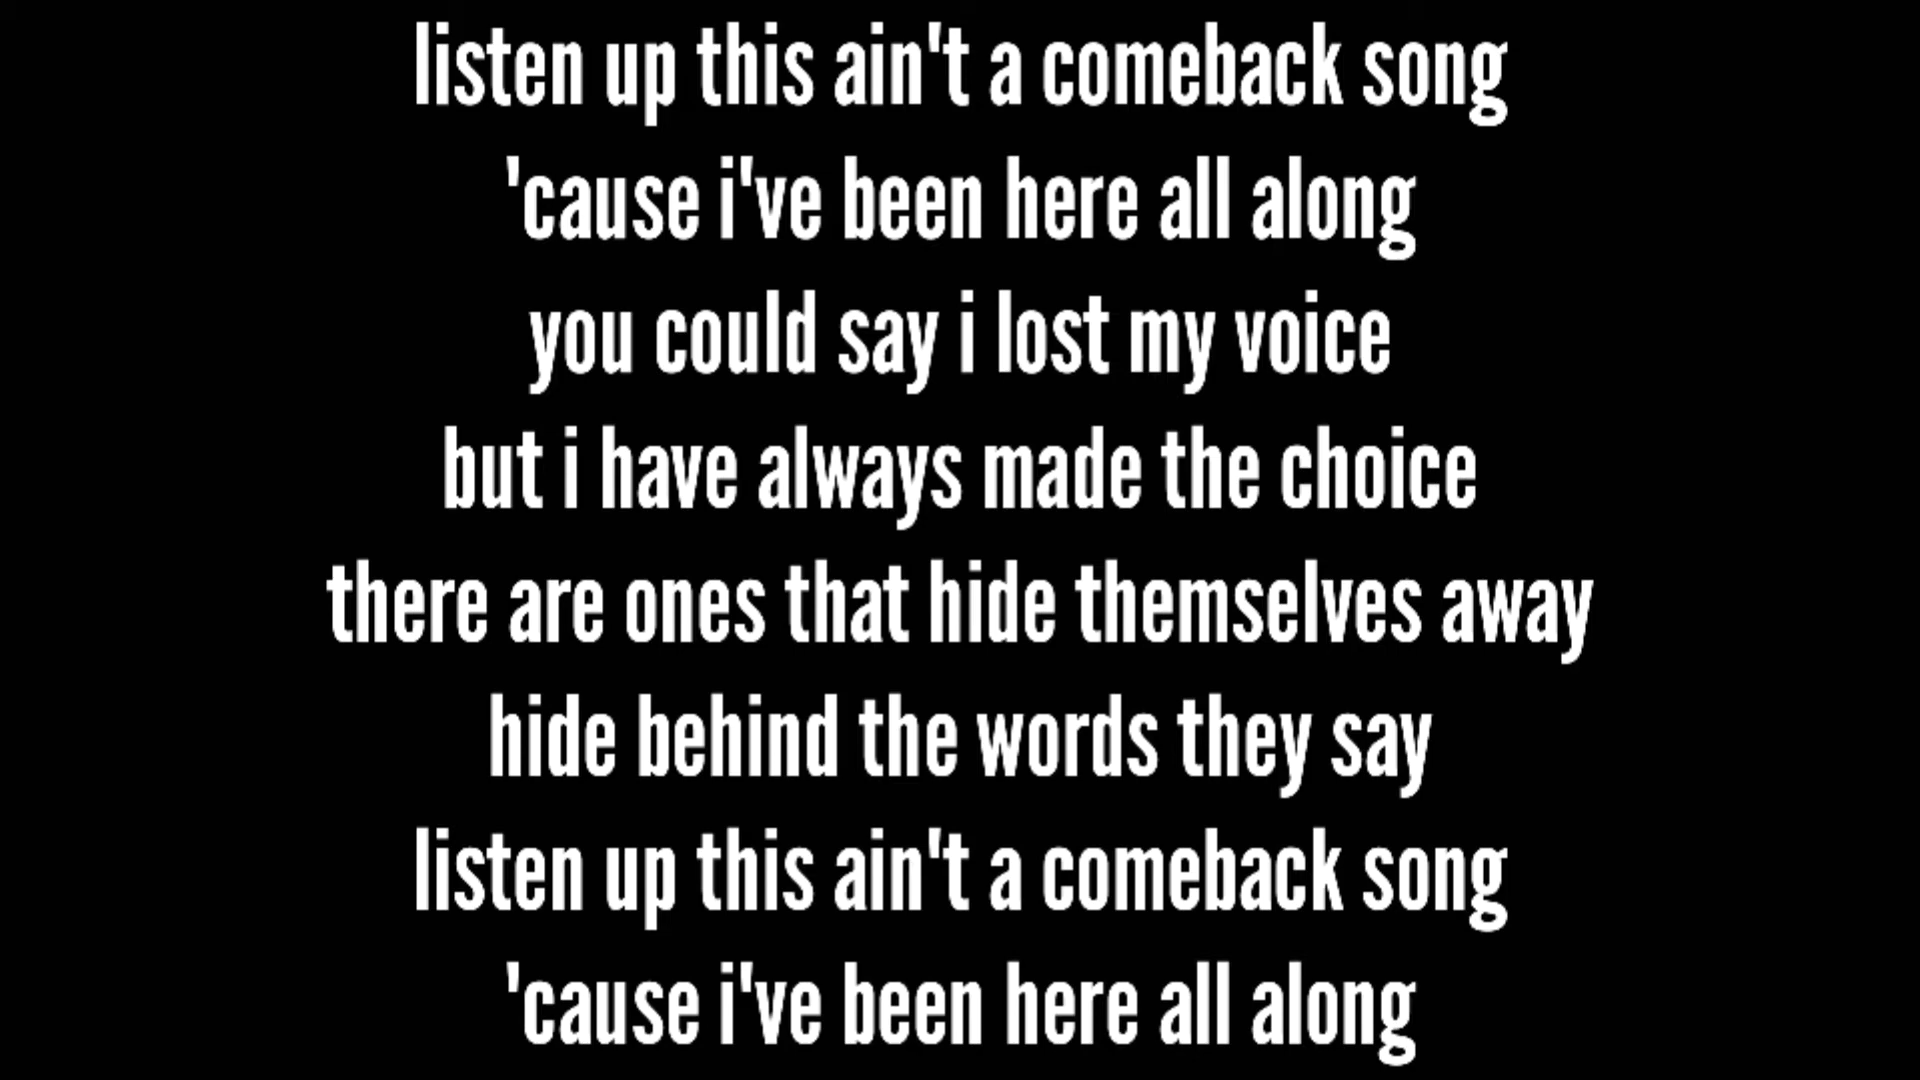 listen up this ain't a comeback song
'cause i've been here all along
you could say i lost my voice
but i have always made the choice
there are ones that hide themselves away
hide behind the words they say
listen up this ain't a comeback song
'cause i've been here all along